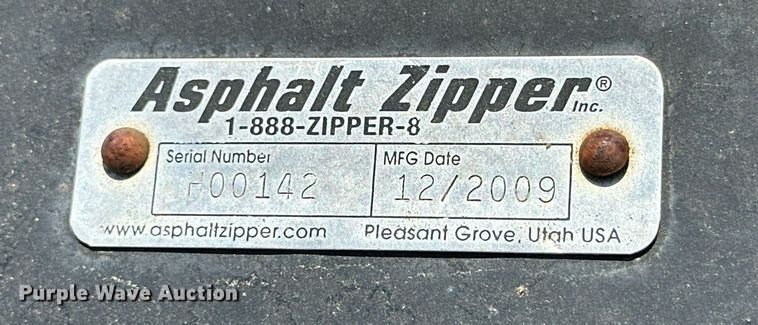 Asphalt Zipper® Inc.
1-888-ZIPPER-8
Serial Number MFG Date
H00142 12/2009
www.asphaltzipper.com Pleasant Grove, Utah USA
Purple Wave Auction